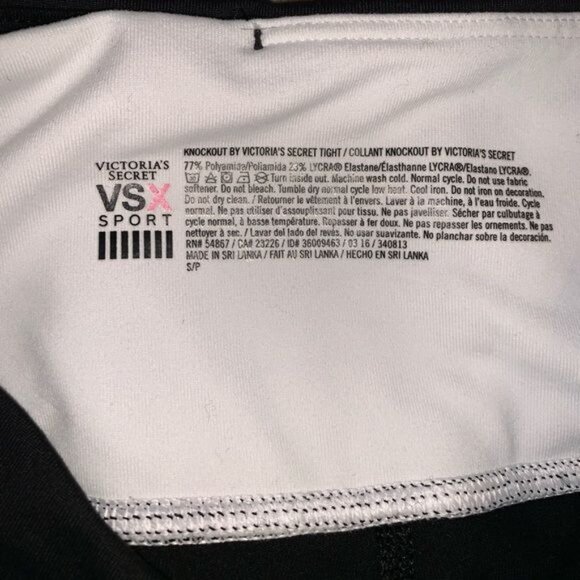 VICTORIA'S
SECRET
VSX
SPORT
KNOCKOUT BY VICTORIA'S SECRET TIGHT / COLLANT KNOCKOUT BY VICTORIA'S SECRET
77% Polyamide/Poliamida 23% LYCRA® Elastane/Élasthanne LYCRA®/Elastano LYCRA®.
Turn inside out. Machine wash cold. Normal cycle. Do not use fabric
softener. Do not bleach. Tumble dry normal cycle low heat. Cool iron. Do not iron on decoration.
Do not dry clean. / Retourner le vêtement à l'envers. Laver à la machine, à l'eau froide. Cycle
normal. Ne pas utiliser d'assouplissant pour tissu. Ne pas javelliser. Sécher par culbutage à
cycle normal, à basse température. Repasser à fer doux. Ne pas repasser les ornements. Ne pas
nettoyer à sec. / Lavar del lado del revés. No usar suavizante. No planchar sobre la decoración.
RN# 54867 / CA# 23226 / ID# 36009463 / 03 16 / 340813
MADE IN SRI LANKA / FAIT AU SRI LANKA / HECHO EN SRI LANKA
S/P